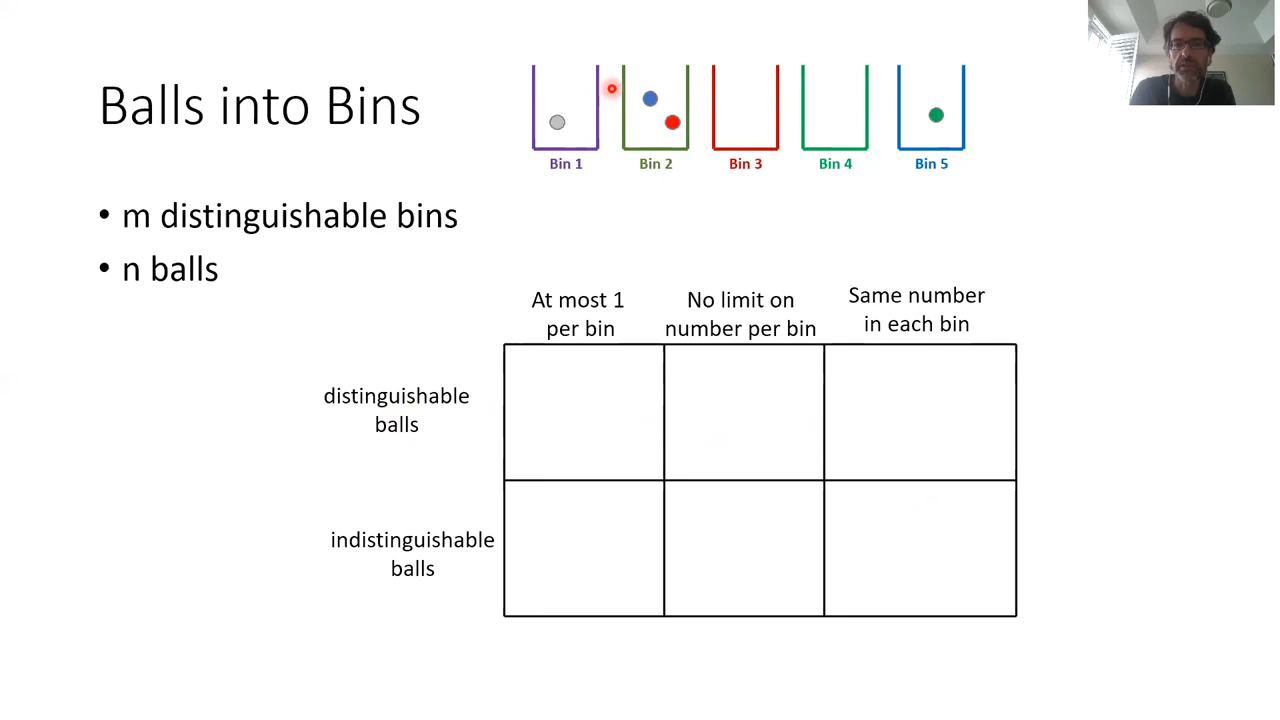 Balls into Bins
Bin 1 Bin 2 Bin 3 Bin 4 Bin 5
• m distinguishable bins
• n balls
At most 1
per bin
No limit on
number per bin
Same number
in each bin
distinguishable
balls
indistinguishable
balls